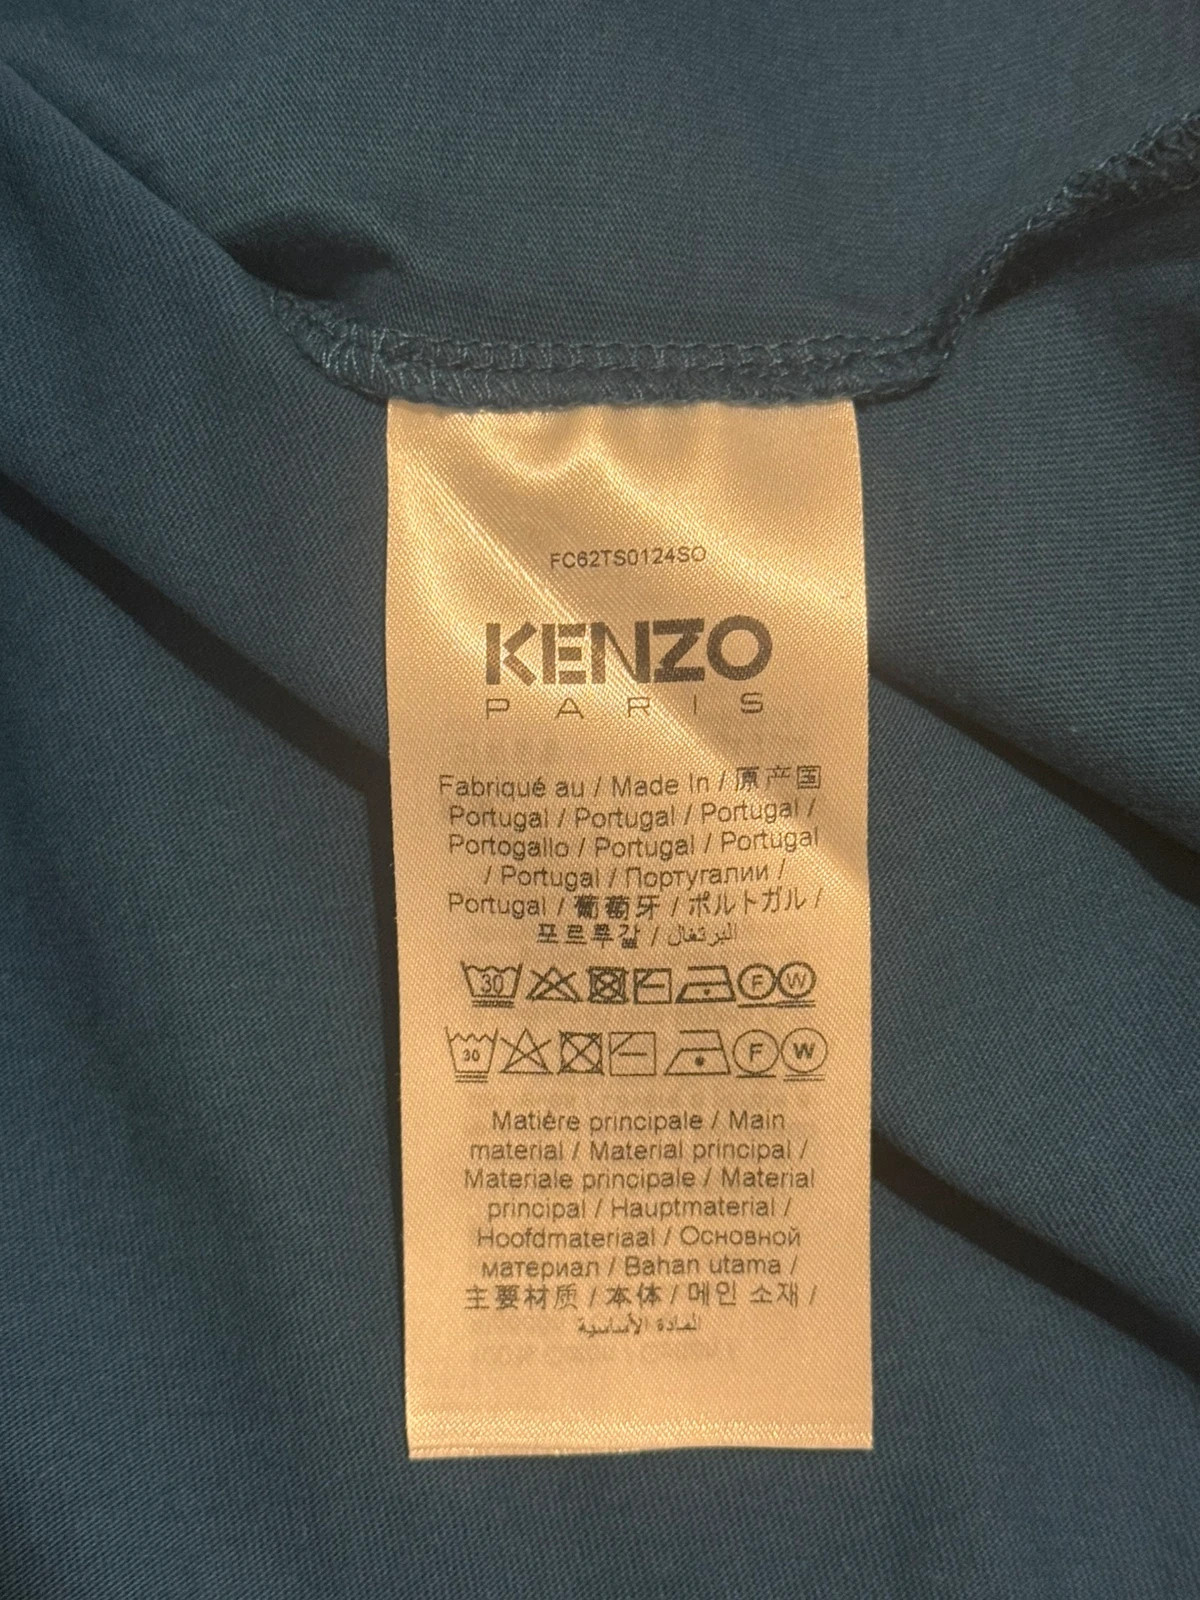 FC62TS0124SO
KENZO
PARIS
Fabriqué au / Made In / 原产国
Portugal / Portugal / Portugal /
Portogallo / Portugal / Portugal
/ Portugal / Португалии /
Portugal / 葡萄牙 / ポルトガル /
포르투갈 / البرتغال
30 F W
30 F W
Matière principale / Main
material / Material principal /
Materiale principale / Material
principal / Hauptmaterial /
Hoofdmateriaal / Основной
материал / Bahan utama /
主要材质 / 本体 / 메인 소재 /
المادة الأساسية